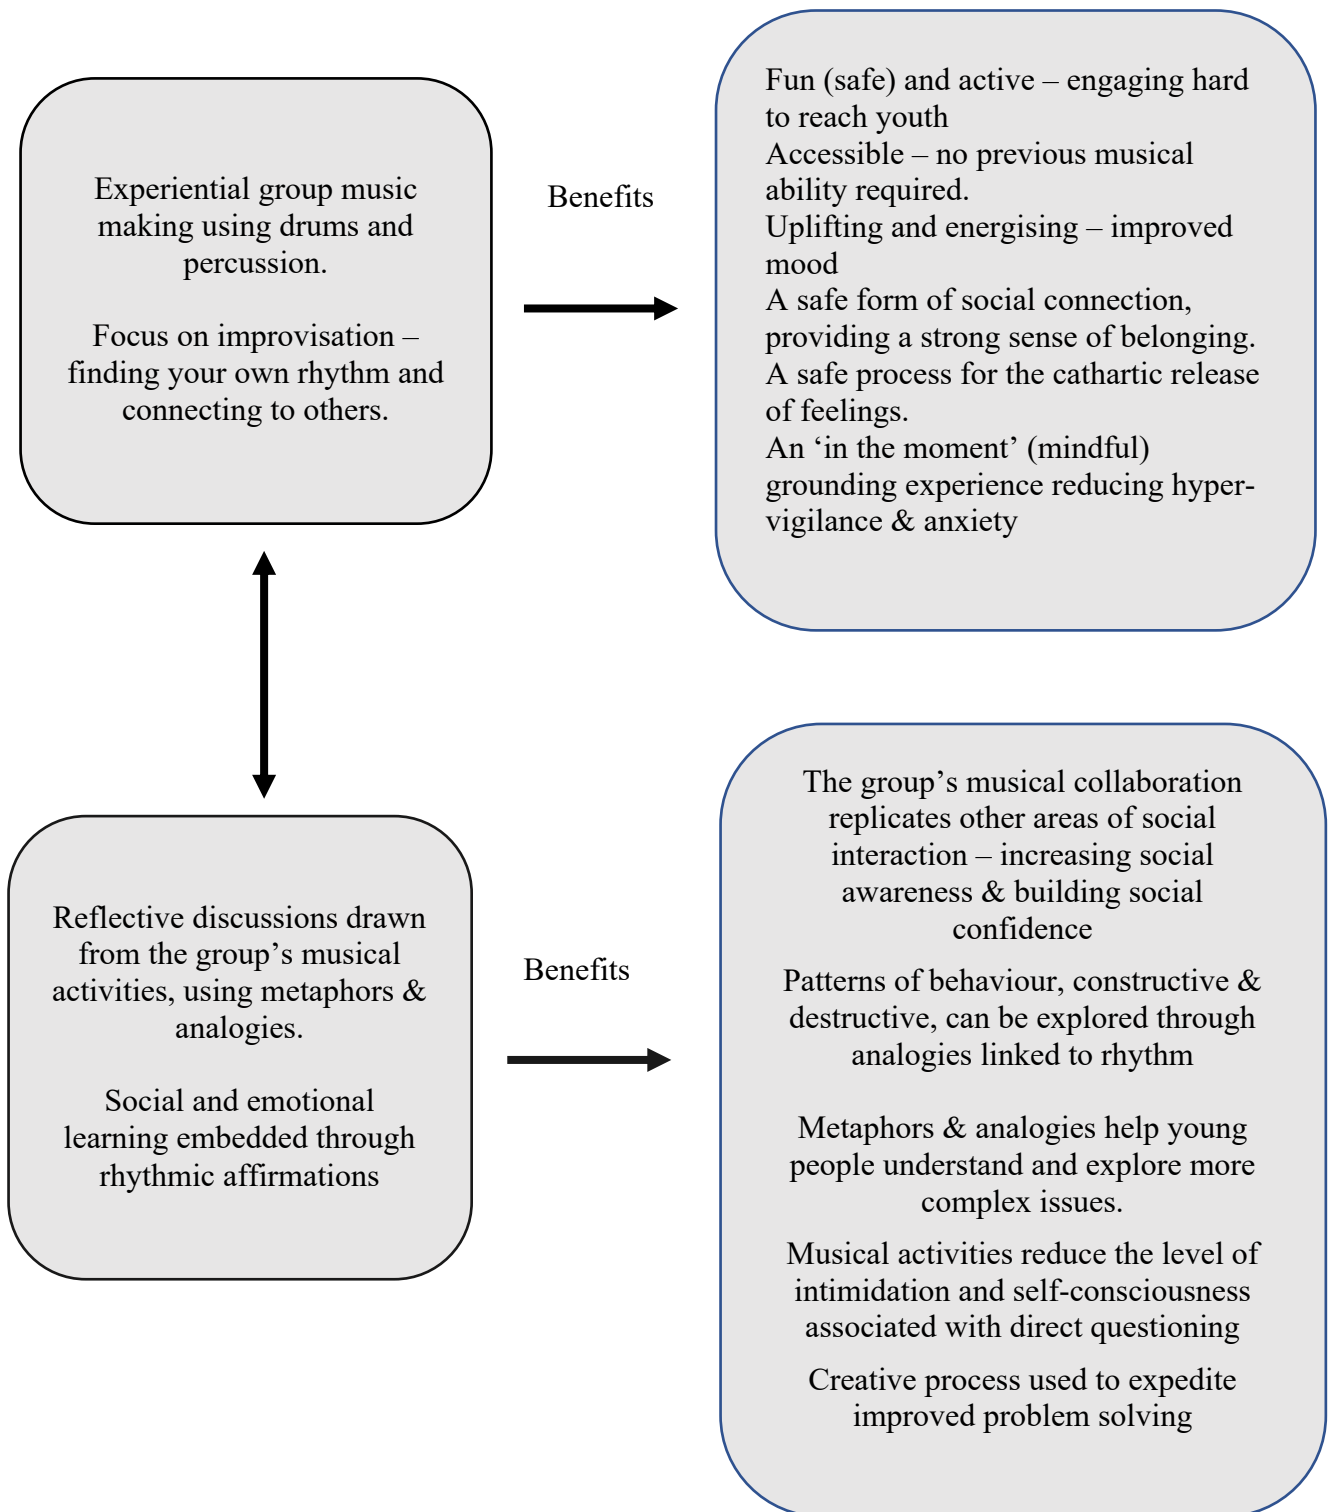 Experiential group music
making using drums and
percussion.
Focus on improvisation –
finding your own rhythm and
connecting to others.
Benefits
Fun (safe) and active – engaging hard
to reach youth
Accessible – no previous musical
ability required.
Uplifting and energising – improved
mood
A safe form of social connection,
providing a strong sense of belonging.
A safe process for the cathartic release
of feelings.
An ‘in the moment’ (mindful)
grounding experience reducing hyper-
vigilance & anxiety
Reflective discussions drawn
from the group’s musical
activities, using metaphors &
analogies.
Social and emotional
learning embedded through
rhythmic affirmations
Benefits
The group’s musical collaboration
replicates other areas of social
interaction – increasing social
awareness & building social
confidence
Patterns of behaviour, constructive &
destructive, can be explored through
analogies linked to rhythm
Metaphors & analogies help young
people understand and explore more
complex issues.
Musical activities reduce the level of
intimidation and self-consciousness
associated with direct questioning
Creative process used to expedite
improved problem solving